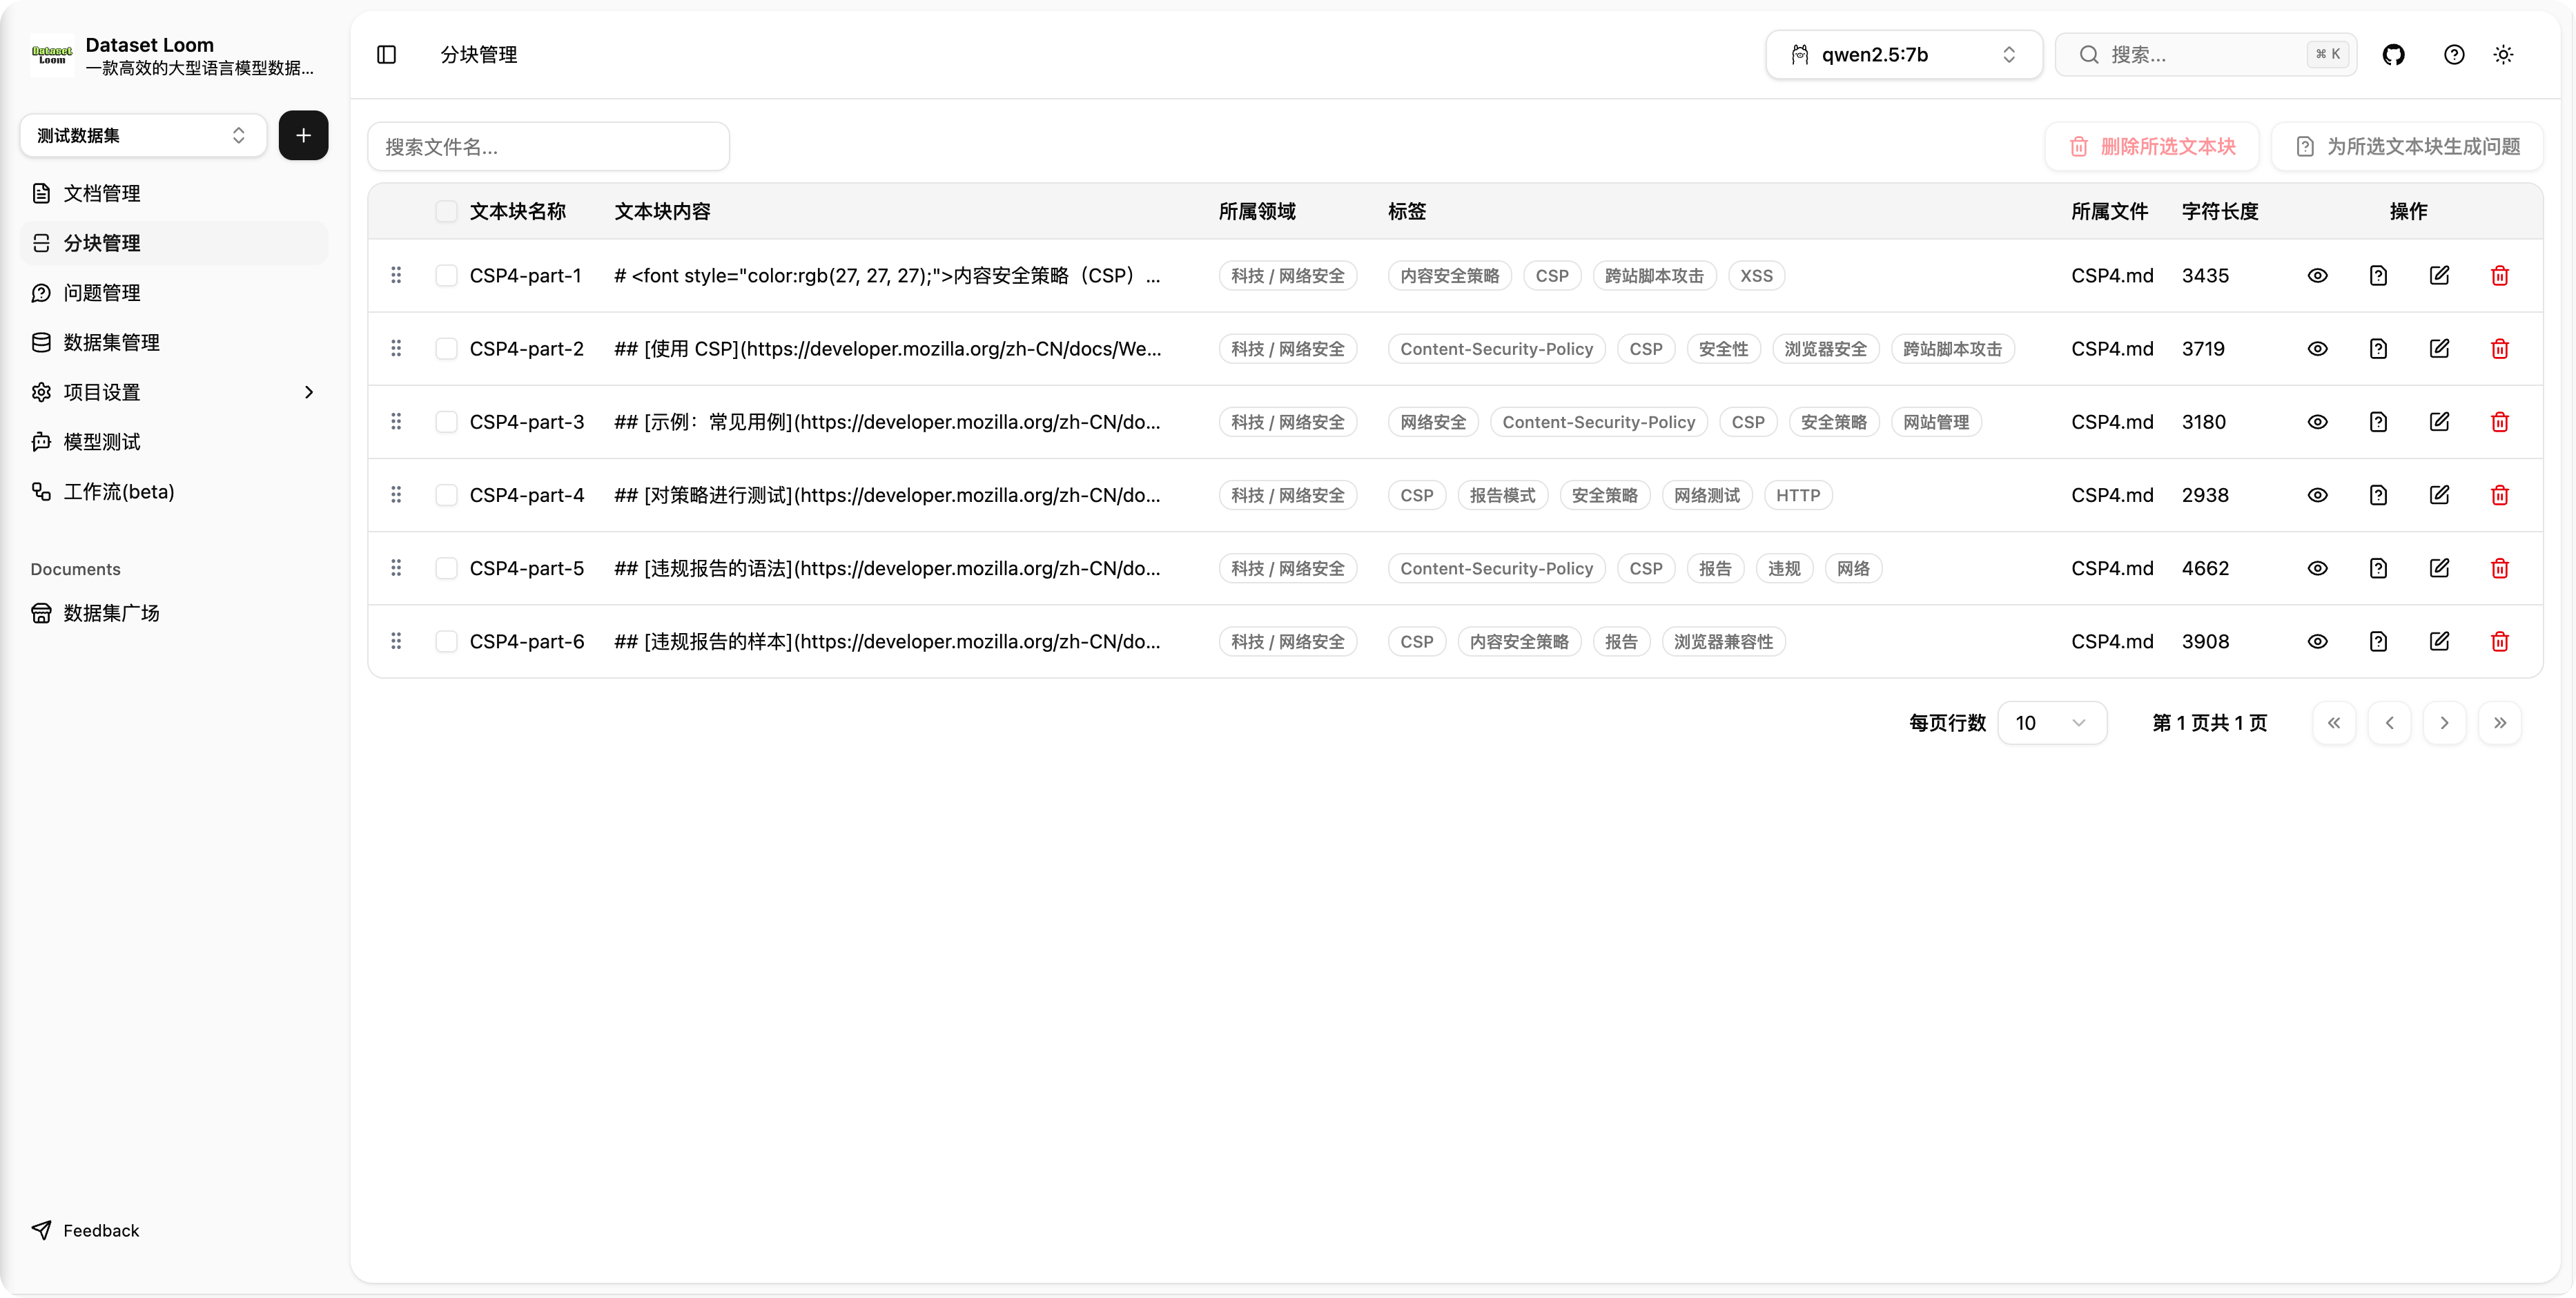 Dataset Loom
Dataset Loom
一款高效的大型语言模型数据...
测试数据集
文档管理
分块管理
问题管理
数据集管理
项目设置
模型测试
工作流(beta)
Documents
数据集广场
Feedback
分块管理
qwen2.5:7b
搜索...
⌘ K
搜索文件名...
删除所选文本块
为所选文本块生成问题
文本块名称 文本块内容 所属领域 标签 所属文件 字符长度 操作
CSP4-part-1 # <font style="color:rgb(27, 27, 27);">内容安全策略（CSP）... 科技 / 网络安全 内容安全策略 CSP 跨站脚本攻击 XSS CSP4.md 3435
CSP4-part-2 ## [使用 CSP](https://developer.mozilla.org/zh-CN/docs/We... 科技 / 网络安全 Content-Security-Policy CSP 安全性 浏览器安全 跨站脚本攻击 CSP4.md 3719
CSP4-part-3 ## [示例：常见用例](https://developer.mozilla.org/zh-CN/do... 科技 / 网络安全 网络安全 Content-Security-Policy CSP 安全策略 网站管理 CSP4.md 3180
CSP4-part-4 ## [对策略进行测试](https://developer.mozilla.org/zh-CN/do... 科技 / 网络安全 CSP 报告模式 安全策略 网络测试 HTTP CSP4.md 2938
CSP4-part-5 ## [违规报告的语法](https://developer.mozilla.org/zh-CN/do... 科技 / 网络安全 Content-Security-Policy CSP 报告 违规 网络 CSP4.md 4662
CSP4-part-6 ## [违规报告的样本](https://developer.mozilla.org/zh-CN/do... 科技 / 网络安全 CSP 内容安全策略 报告 浏览器兼容性 CSP4.md 3908
每页行数 10 第 1 页共 1 页